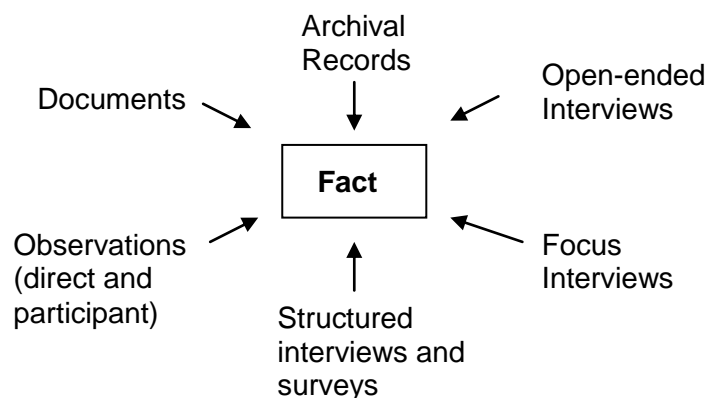 Archival
Records
Open-ended
Interviews
Documents
Fact
Observations
(direct and
participant)
Focus
Interviews
Structured
interviews and
surveys